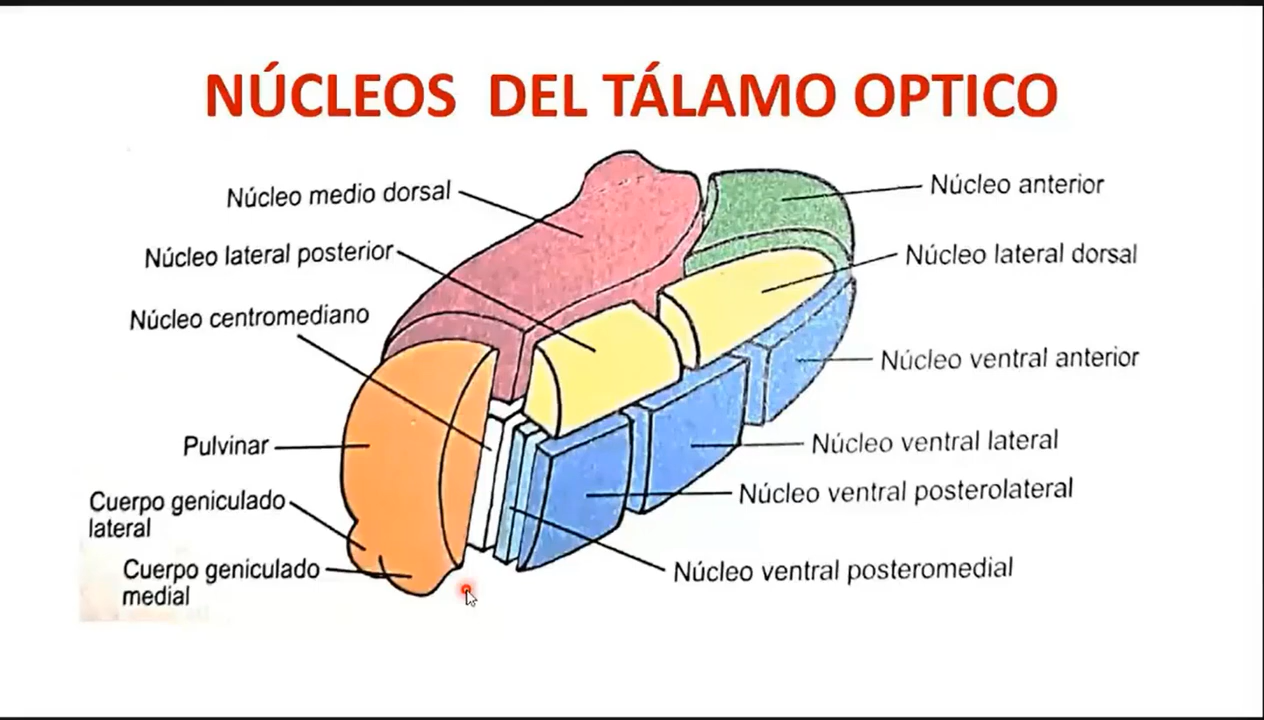 NÚCLEOS DEL TÁLAMO OPTICO
Núcleo medio dorsal
Núcleo lateral posterior
Núcleo centromediano
Pulvinar
Cuerpo geniculado
lateral
Cuerpo geniculado
medial
Núcleo anterior
Núcleo lateral dorsal
Núcleo ventral anterior
Núcleo ventral lateral
Núcleo ventral posterolateral
Núcleo ventral posteromedial